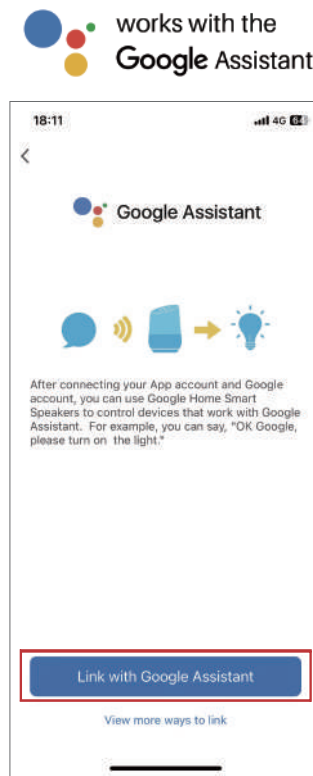 works with the
Google Assistant
18:11
4G 64
Google Assistant
After connecting your App account and Google
account, you can use Google Home Smart
Speakers to control devices that work with Google
Assistant. For example, you can say, "OK Google,
please turn on the light."
Link with Google Assistant
View more ways to link